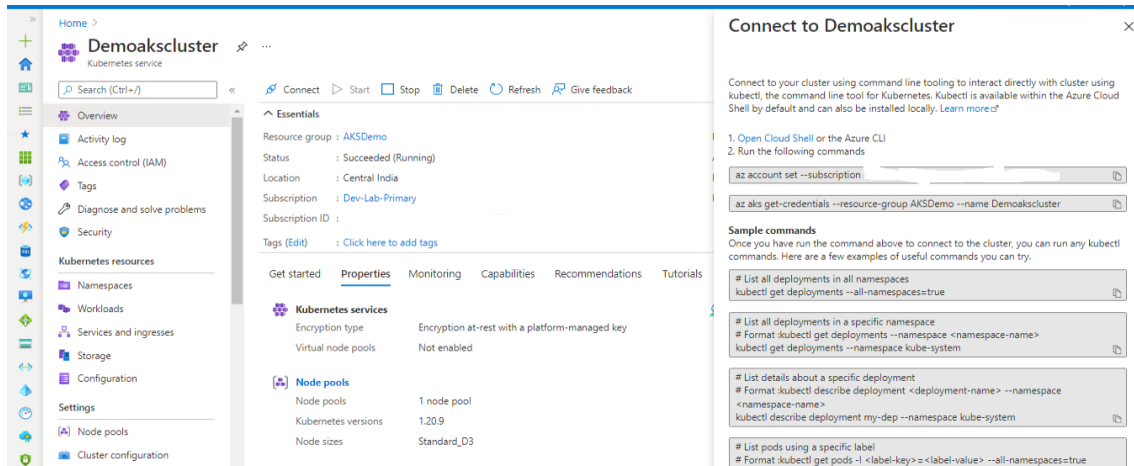 Home >
Demoakscluster
...
Kubernetes service
Search (Ctrl+/)
«
Overview
Activity log
Access control (IAM)
Tags
Diagnose and solve problems
Security
Kubernetes resources
Namespaces
Workloads
Services and ingresses
Storage
Configuration
Settings
Node pools
Cluster configuration
Connect Start Stop Delete Refresh Give feedback
Essentials
Resource group : AKSDemo
Status : Succeeded (Running)
Location : Central India
Subscription : Dev-Lab-Primary
Subscription ID :
Tags (Edit) : Click here to add tags
Get started Properties Monitoring Capabilities Recommendations Tutorials
Kubernetes services
Encryption type Encryption at-rest with a platform-managed key
Virtual node pools Not enabled
Node pools
Node pools 1 node pool
Kubernetes versions 1.20.9
Node sizes Standard_D3
Connect to Demoakscluster
Connect to your cluster using command line tooling to interact directly with cluster using
kubectl, the command line tool for Kubernetes. Kubectl is available within the Azure Cloud
Shell by default and can also be installed locally. Learn more
1. Open Cloud Shell or the Azure CLI
2. Run the following commands
az account set --subscription
az aks get-credentials --resource-group AKSDemo --name Demoakscluster
Sample commands
Once you have run the command above to connect to the cluster, you can run any kubectl
commands. Here are a few examples of useful commands you can try.
# List all deployments in all namespaces
kubectl get deployments --all-namespaces=true
# List all deployments in a specific namespace
# Format :kubectl get deployments --namespace <namespace-name>
kubectl get deployments --namespace kube-system
# List details about a specific deployment
# Format :kubectl describe deployment <deployment-name> --namespace
<namespace-name>
kubectl describe deployment my-dep --namespace kube-system
# List pods using a specific label
# Format :kubectl get pods -l <label-key>=<label-value> --all-namespaces=true